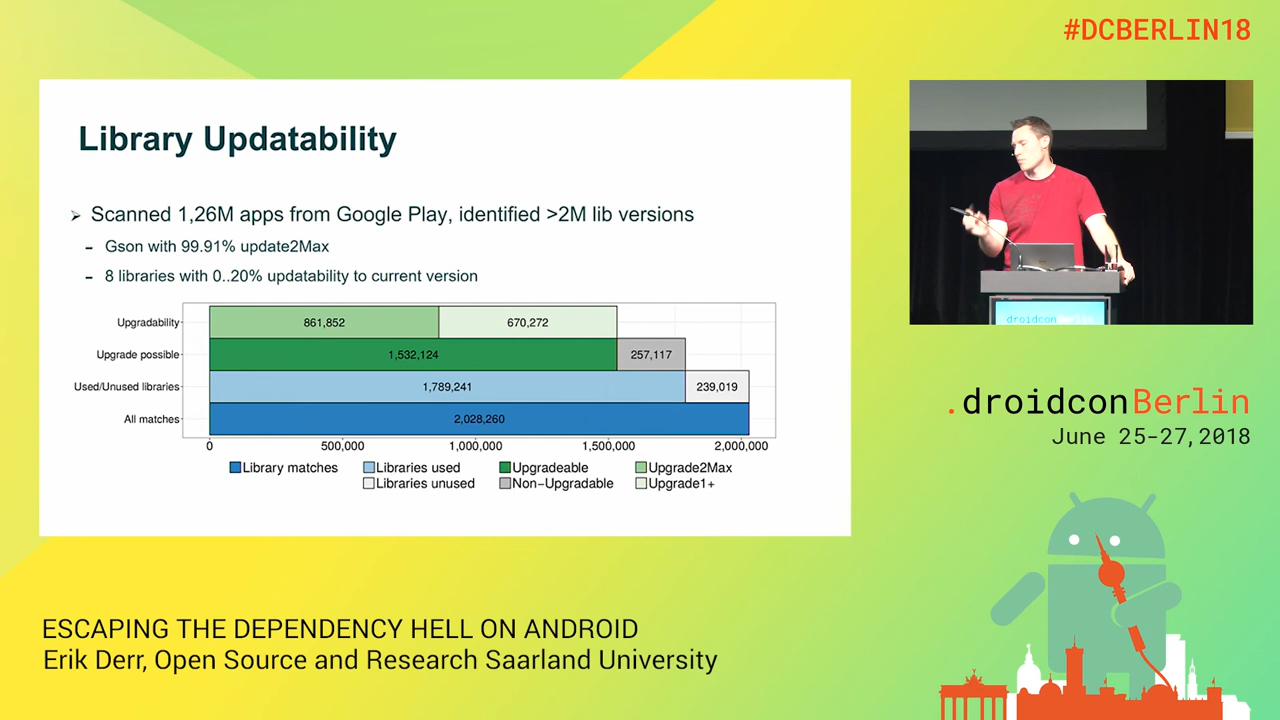 #DCBERLIN18
Library Updatability
➢ Scanned 1,26M apps from Google Play, identified >2M lib versions
– Gson with 99.91% update2Max
– 8 libraries with 0..20% updatability to current version
Upgradability 861,852 670,272
Upgrade possible 1,532,124 257,117
Used/Unused libraries 1,789,241 239,019
All matches 2,028,260
0 500,000 1,000,000 1,500,000 2,000,000
Library matches Libraries used Upgradeable Upgrade2Max
Libraries unused Non–Upgradable Upgrade1+
droidcon Berlin
.droidconBerlin
June 25-27,2018
ESCAPING THE DEPENDENCY HELL ON ANDROID
Erik Derr, Open Source and Research Saarland University